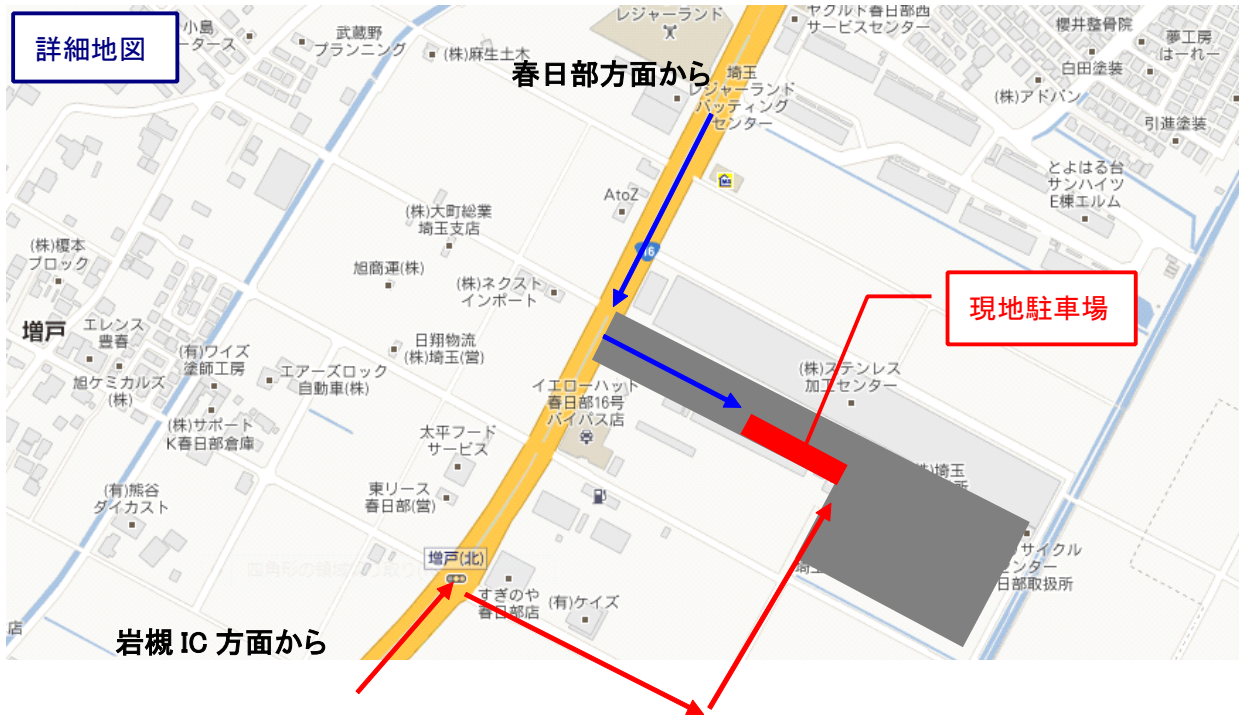 詳細地図
小島
ータース
武蔵野
プランニング
(株)麻生土木
レジャーランド
ヤクルト春日部西
サービスセンター
櫻井整骨院
夢工房
はーれー
白田塗装
(株)アドバン
引進塗装
春日部方面から
埼玉
レジャーランド
バッティング
センター
とよはる台
サンハイツ
E棟エルム
AtoZ
(株)大町総業
埼玉支店
16
(株)榎本
ブロック
旭商運(株)
(株)ネクスト
インポート
現地駐車場
増戸
エレンス
豊春
(有)ワイズ
塗師工房
日翔物流
(株)埼玉(営)
エアーズロック
自動車(株)
旭ケミカルズ
(株)
イエローハット
春日部16号
バイパス店
(株)ステンレス
加工センター
(株)サポート
K春日部倉庫
太平フード
サービス
(株)埼玉
所
(有)熊谷
ダイカスト
東リース
春日部(営)
増戸(北)
サイクル
ンター
日部取扱所
埼玉
すぎのや
春日部店
(有)ケイズ
店
岩槻 IC 方面から